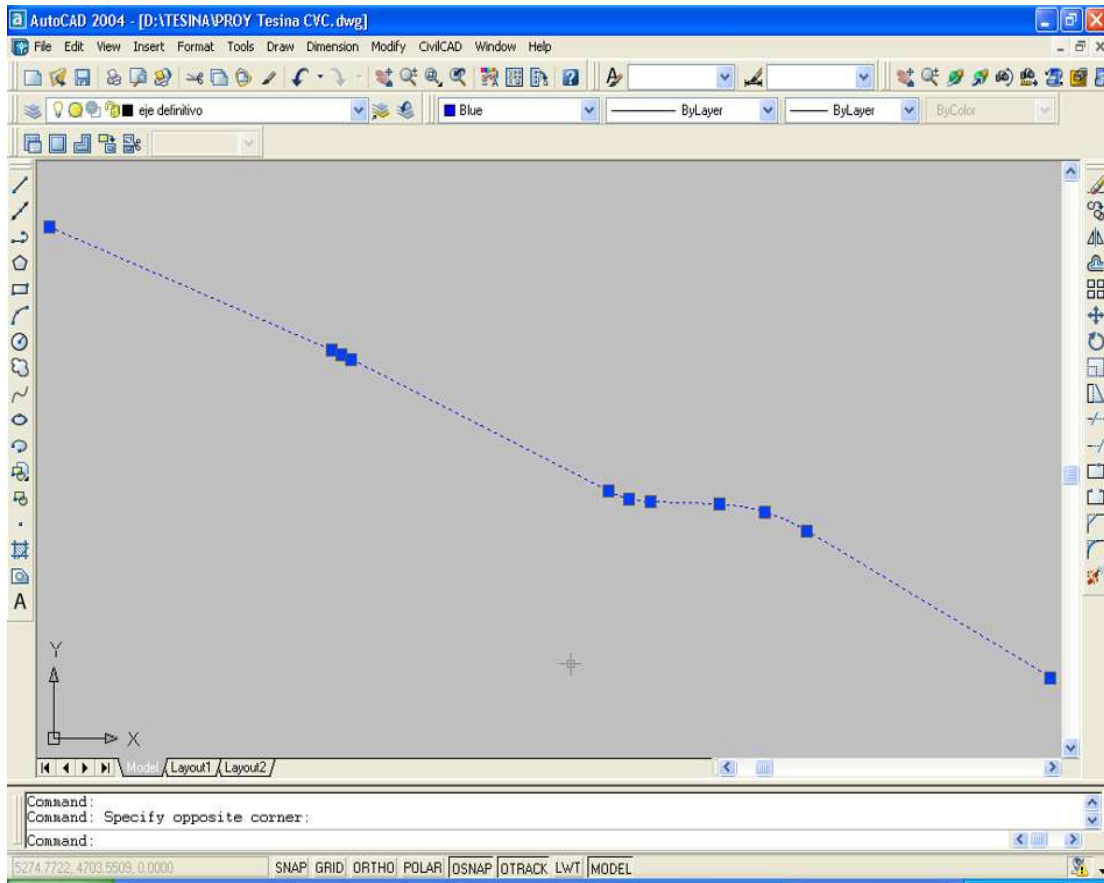 a AutoCAD 2004 - [D:\TESINA\PROY Tesina CVC.dwg]
File Edit View Insert Format Tools Draw Dimension Modify CivilCAD Window Help
eje definitivo Blue ByLayer ByLayer ByColor
A
Y
X
Model Layout1 Layout2
Command:
Command: Specify opposite corner:
Command:
5274.7722, 4703.5509, 0.0000 SNAP GRID ORTHO POLAR OSNAP OTRACK LWT MODEL